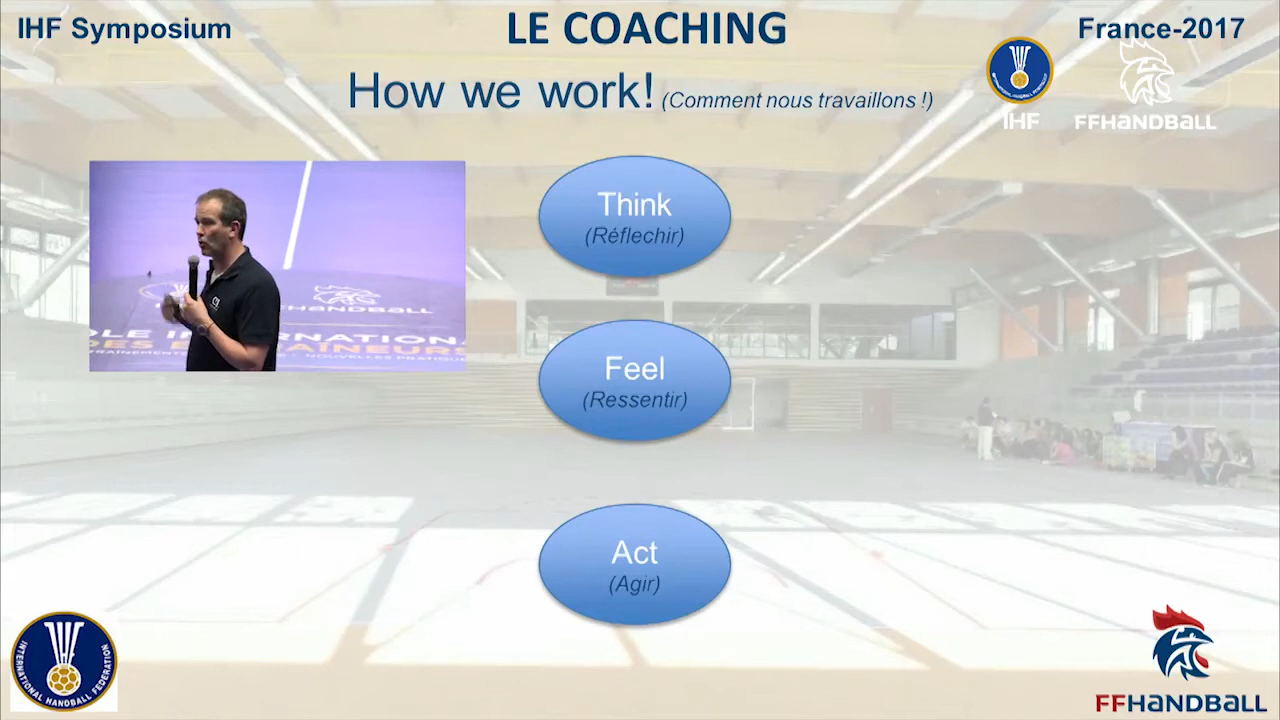 IHF Symposium
LE COACHING
France-2017
How we work! (Comment nous travaillons !)
IHF
FFHANDBALL
Think
(Réflechir)
HANDBALL
Feel
(Ressentir)
Act
(Agir)
INTERNATIONAL HANDBALL FEDERATION
FFHANDBALL